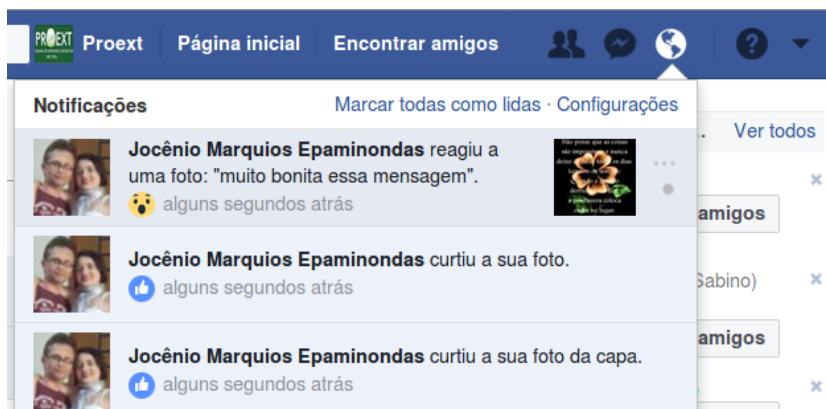 PROEXT Proext Página inicial Encontrar amigos
Notificações Marcar todas como lidas · Configurações
.. Ver todos
Jocênio Marquios Epaminondas reagiu a
uma foto: "muito bonita essa mensagem".
alguns segundos atrás
amigos
Jocênio Marquios Epaminondas curtiu a sua foto.
alguns segundos atrás
Sabino)
amigos
Jocênio Marquios Epaminondas curtiu a sua foto da capa.
alguns segundos atrás